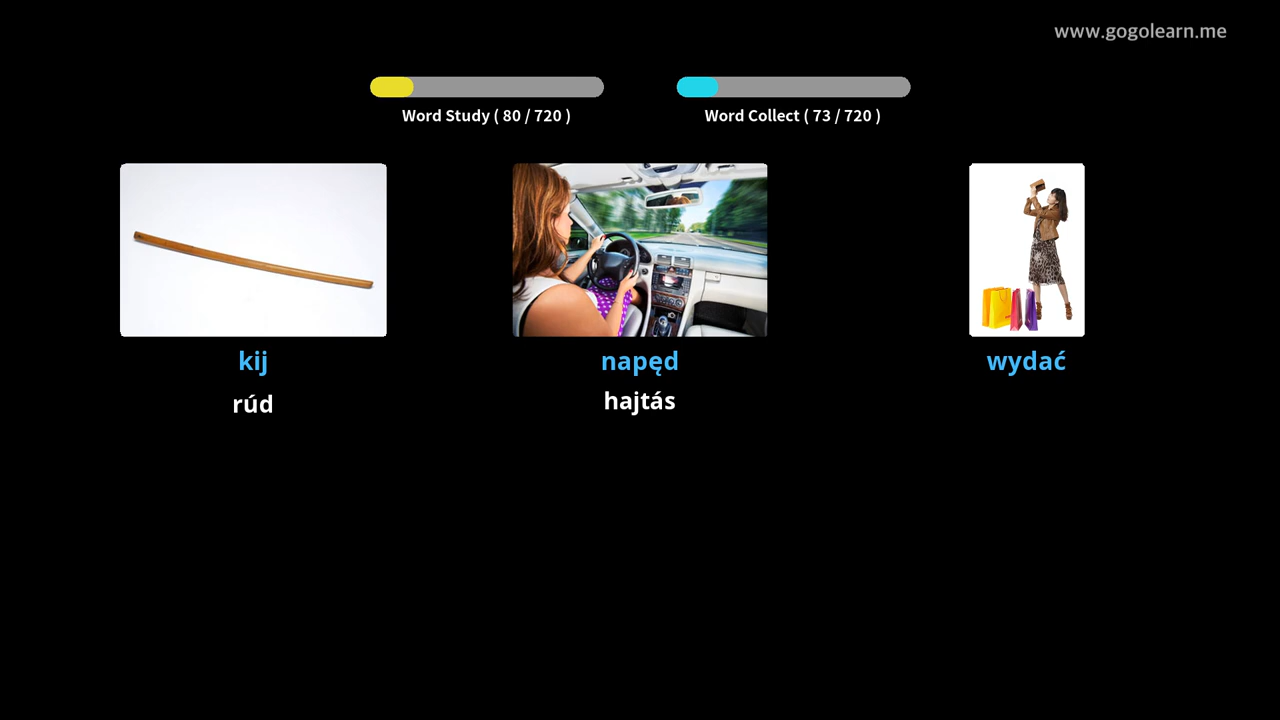 www.gogolearn.me
Word Study ( 80 / 720 )
Word Collect ( 73 / 720 )
kij
napęd
wydać
rúd
hajtás